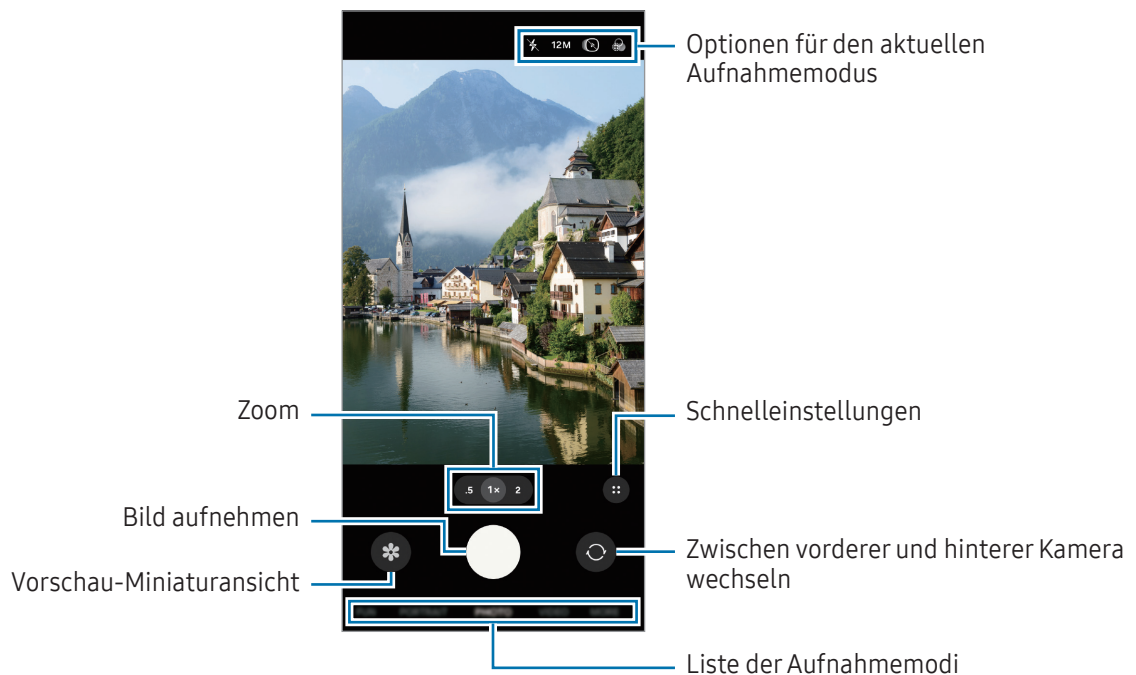 12M
Optionen für den aktuellen
Aufnahmemodus
Zoom
Schnelleinstellungen
.5 1× 2
Bild aufnehmen
Zwischen vorderer und hinterer Kamera
wechseln
Vorschau-Miniaturansicht
FUN PORTRAIT PHOTO VIDEO MORE
Liste der Aufnahmemodi